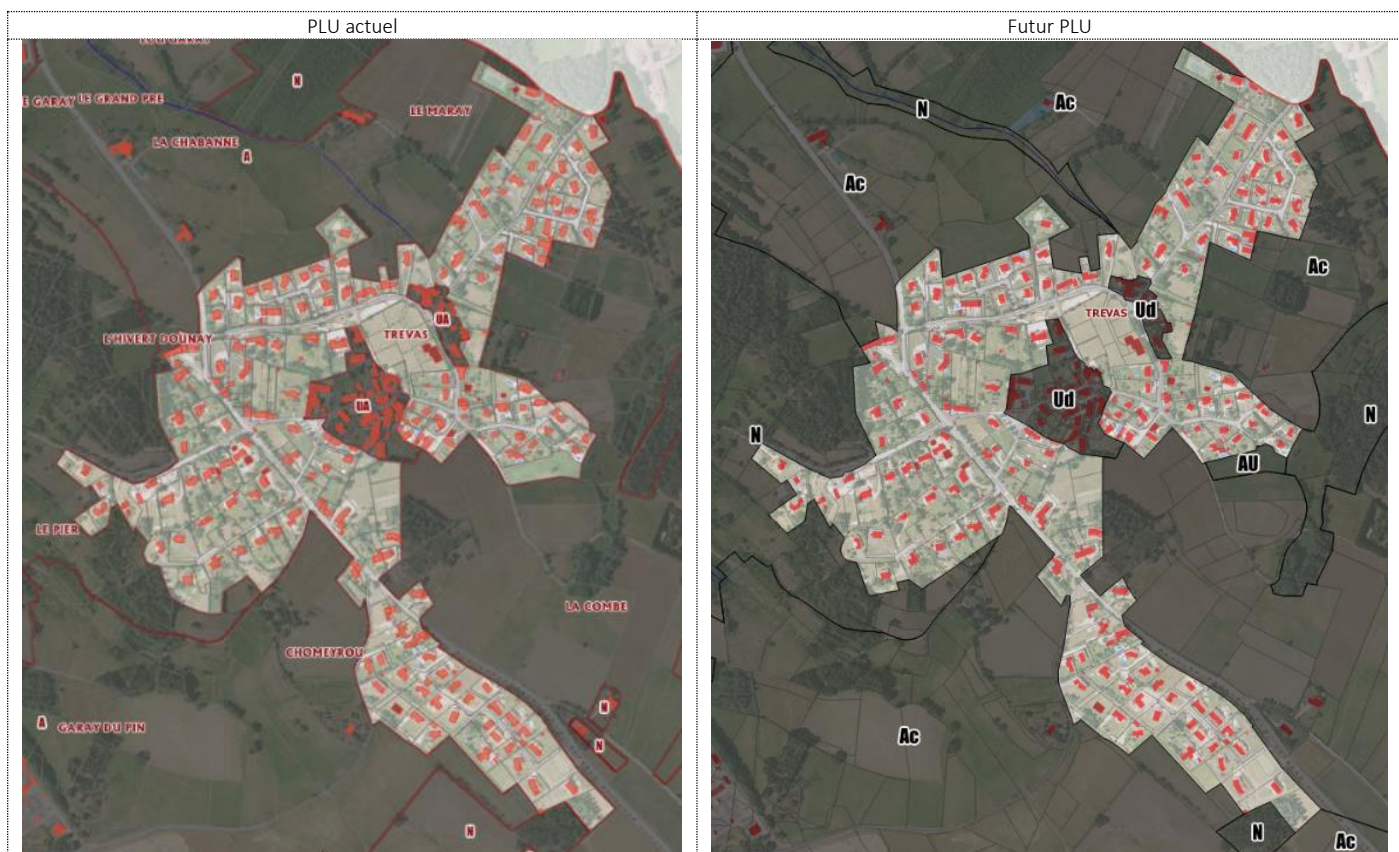 PLU actuel
Futur PLU
N
LE GARAY LE GRAND PRE
LE MARAY
LA CHABANNE
A
L'HIVERT DOÛNAY
UA
TREVAS
UA
LE PIER
LA COMBE
CHOMEYROU
N
N
A
GARAY DU PIN
N
N
Ac
Ac
Ac
TREVAS
Ud
Ud
N
N
AU
Ac
N
Ac